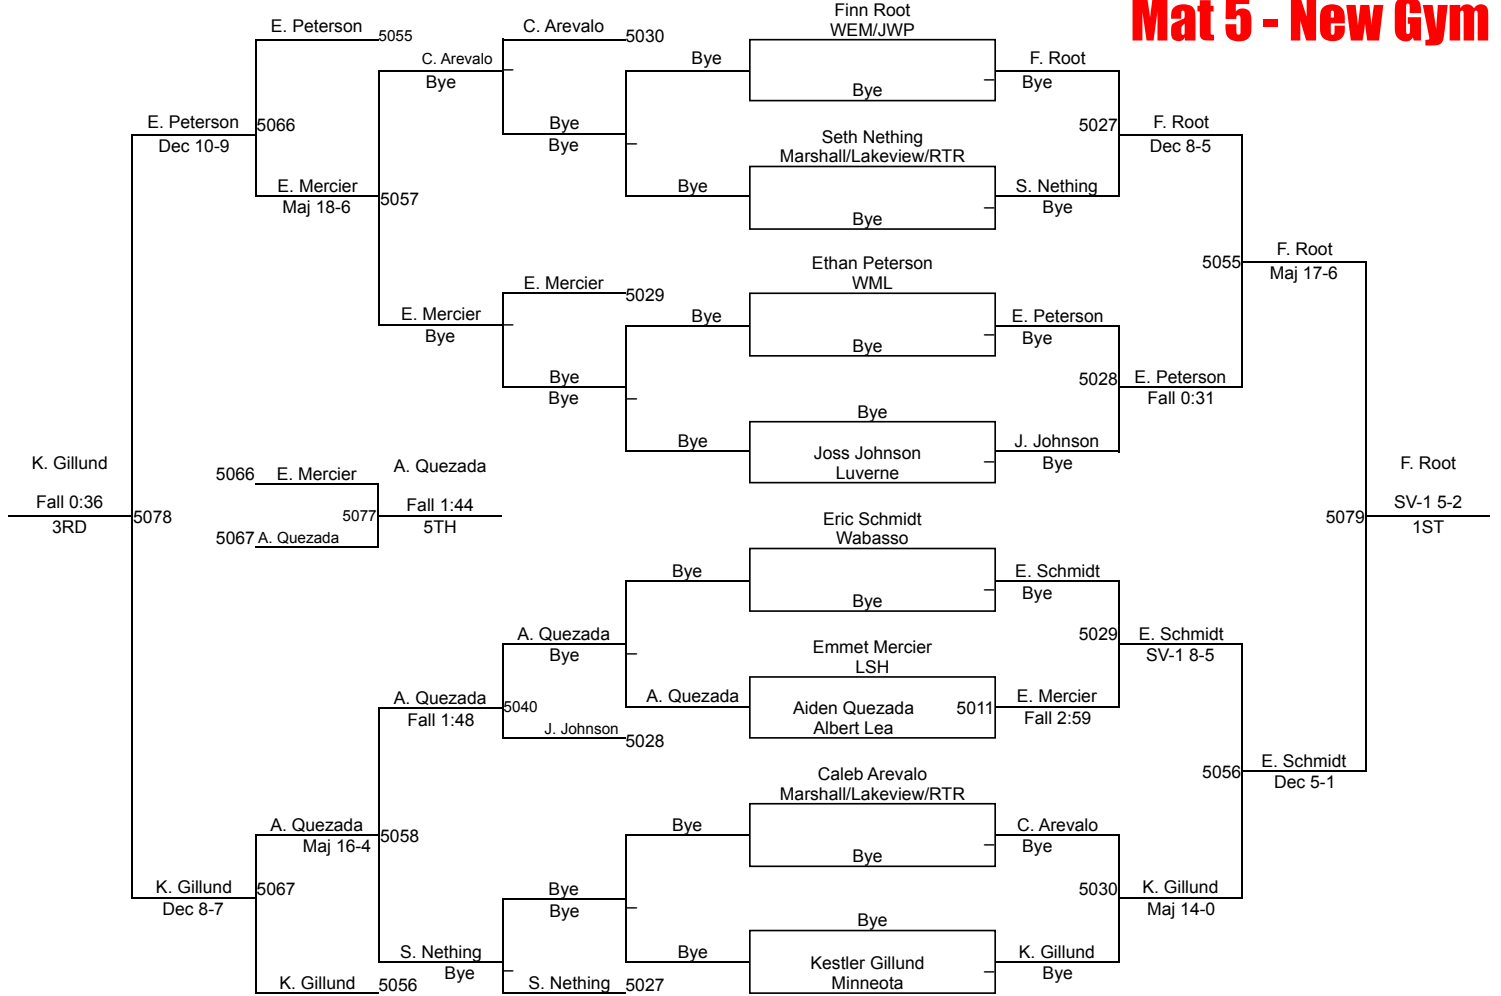 Mat 5 - New Gym
E. Peterson
5055
C. Arevalo
5030
Finn Root
WEM/JWP
C. Arevalo
Bye
Bye
Bye
F. Root
Bye
E. Peterson
5066
Dec 10-9
Bye
Bye
Seth Nething
Marshall/Lakeview/RTR
5027
F. Root
Dec 8-5
E. Mercier
Maj 18-6
5057
Bye
Bye
S. Nething
Bye
Ethan Peterson
WML
5055
F. Root
Maj 17-6
E. Mercier
5029
E. Mercier
Bye
Bye
Bye
E. Peterson
Bye
Bye
Bye
5028
E. Peterson
Fall 0:31
Bye
Bye
Joss Johnson
Luverne
J. Johnson
Bye
K. Gillund
Fall 0:36
3RD
5078
5066
E. Mercier
5077
5067
A. Quezada
A. Quezada
Fall 1:44
5TH
F. Root
5079
SV-1 5-2
1ST
Eric Schmidt
Wabasso
Bye
Bye
E. Schmidt
Bye
A. Quezada
Bye
Emmet Mercier
LSH
5029
E. Schmidt
SV-1 8-5
A. Quezada
Fall 1:48
5040
A. Quezada
Aiden Quezada
Albert Lea
5011
E. Mercier
Fall 2:59
J. Johnson
5028
Caleb Arevalo
Marshall/Lakeview/RTR
5056
E. Schmidt
Dec 5-1
A. Quezada
Maj 16-4
5058
Bye
Bye
C. Arevalo
Bye
K. Gillund
5067
Dec 8-7
Bye
Bye
5030
K. Gillund
Maj 14-0
Bye
S. Nething
Bye
Bye
Kestler Gillund
Minneota
K. Gillund
Bye
K. Gillund
5056
S. Nething
5027